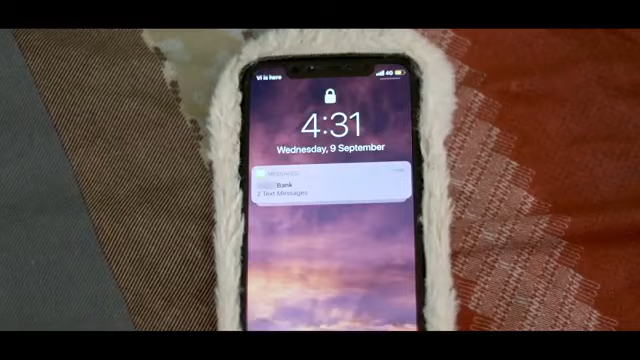 Vi is here
4G
4:31
Wednesday, 9 September
MESSAGES
Bank
2 Text Messages